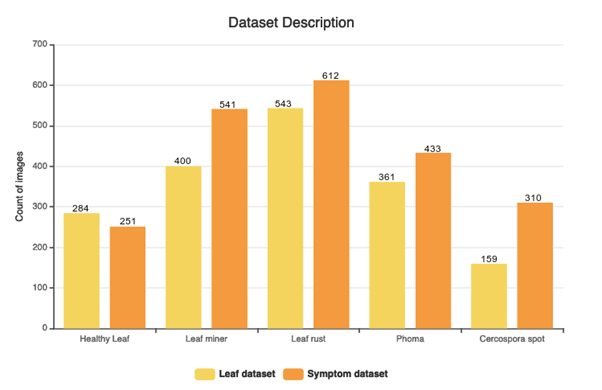 Dataset Description
Count of images
700
600
500
400
300
200
100
0
284
251
400
541
543
612
361
433
159
310
Healthy Leaf
Leaf miner
Leaf rust
Phoma
Cercospora spot
Leaf dataset
Symptom dataset